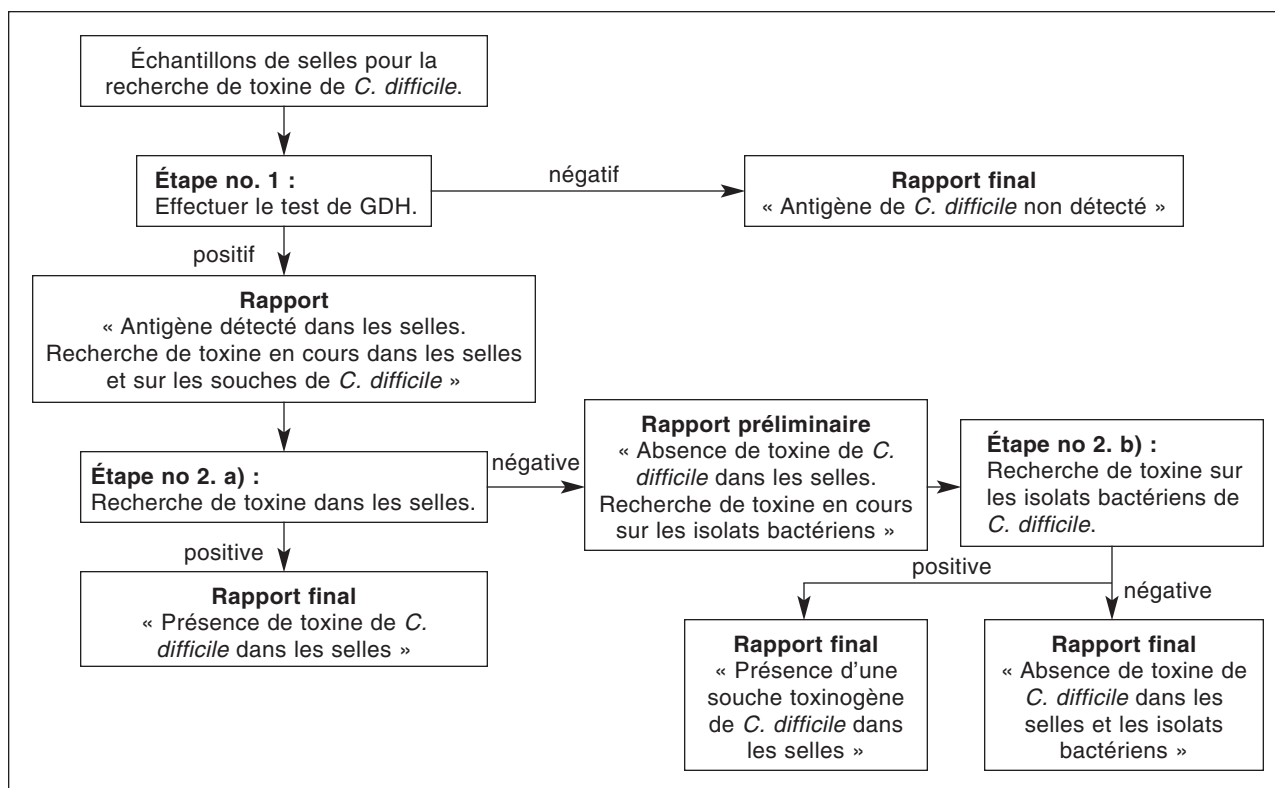 Échantillons de selles pour la
recherche de toxine de C. difficile.
Étape no. 1 :
Effectuer le test de GDH.
négatif
Rapport final
« Antigène de C. difficile non détecté »
positif
Rapport
« Antigène détecté dans les selles.
Recherche de toxine en cours dans les selles
et sur les souches de C. difficile »
Étape no 2. a) :
Recherche de toxine dans les selles.
négative
Rapport préliminaire
« Absence de toxine de C.
difficile dans les selles.
Recherche de toxine en cours
sur les isolats bactériens »
Étape no 2. b) :
Recherche de toxine sur
les isolats bactériens de
C. difficile.
positive
Rapport final
« Présence de toxine de C.
difficile dans les selles »
positive
négative
Rapport final
« Présence d’une
souche toxinogène
de C. difficile dans
les selles »
Rapport final
« Absence de toxine de
C. difficile dans les
selles et les isolats
bactériens »